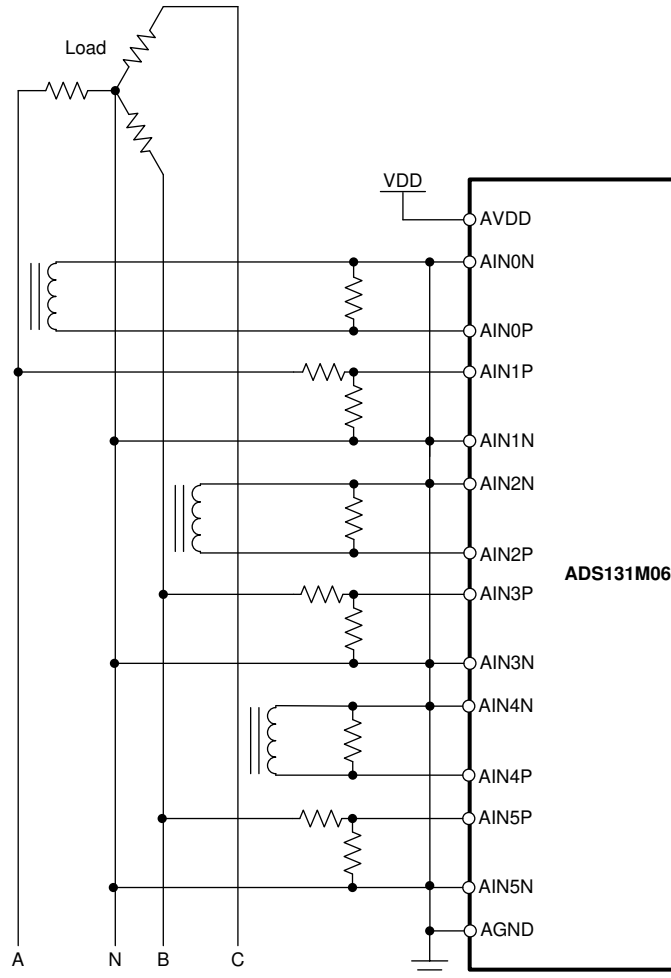 Load
VDD
AVDD
AIN0N
AIN0P
AIN1P
AIN1N
AIN2N
AIN2P
AIN3P
AIN3N
AIN4N
AIN4P
AIN5P
AIN5N
AGND
ADS131M06
A
N
B
C